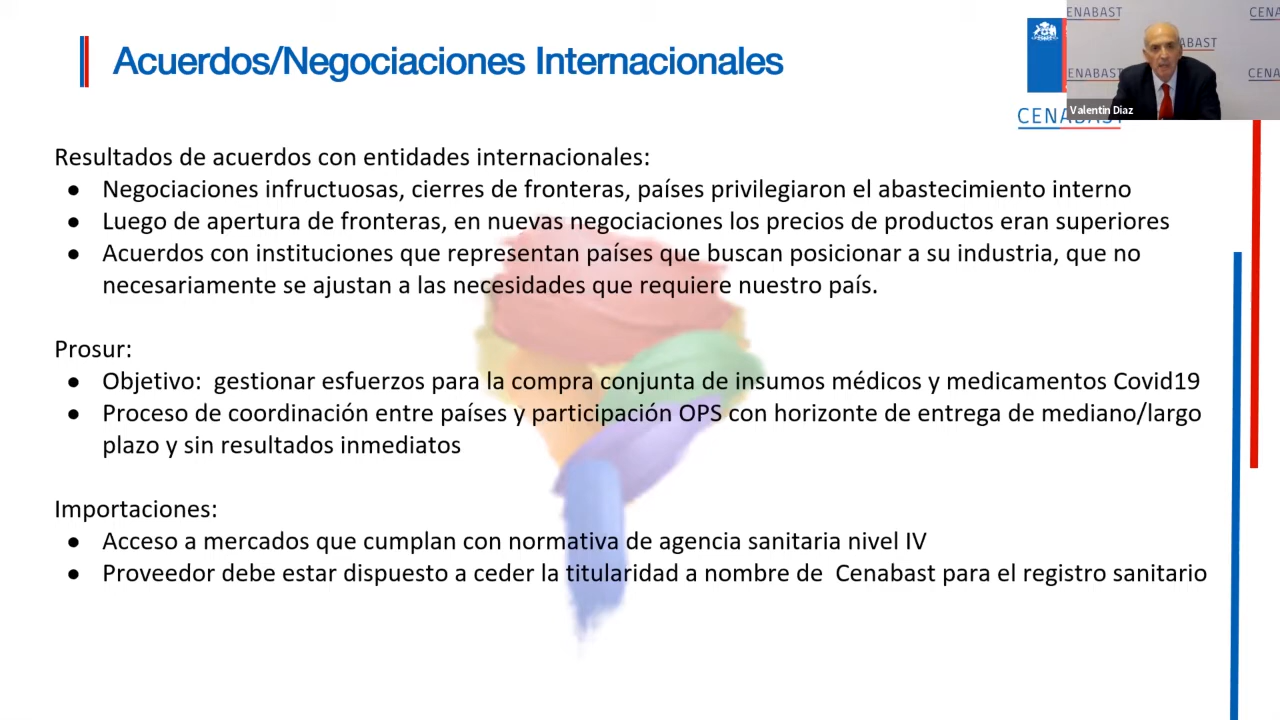 Acuerdos/Negociaciones Internacionales
CENABAST
CENA
ABAST
ENABAST
CENA
Valentin Diaz
CENABAST
Resultados de acuerdos con entidades internacionales:
● Negociaciones infructuosas, cierres de fronteras, países privilegiaron el abastecimiento interno
● Luego de apertura de fronteras, en nuevas negociaciones los precios de productos eran superiores
● Acuerdos con instituciones que representan países que buscan posicionar a su industria, que no
necesariamente se ajustan a las necesidades que requiere nuestro país.
Prosur:
● Objetivo: gestionar esfuerzos para la compra conjunta de insumos médicos y medicamentos Covid19
● Proceso de coordinación entre países y participación OPS con horizonte de entrega de mediano/largo
plazo y sin resultados inmediatos
Importaciones:
● Acceso a mercados que cumplan con normativa de agencia sanitaria nivel IV
● Proveedor debe estar dispuesto a ceder la titularidad a nombre de Cenabast para el registro sanitario